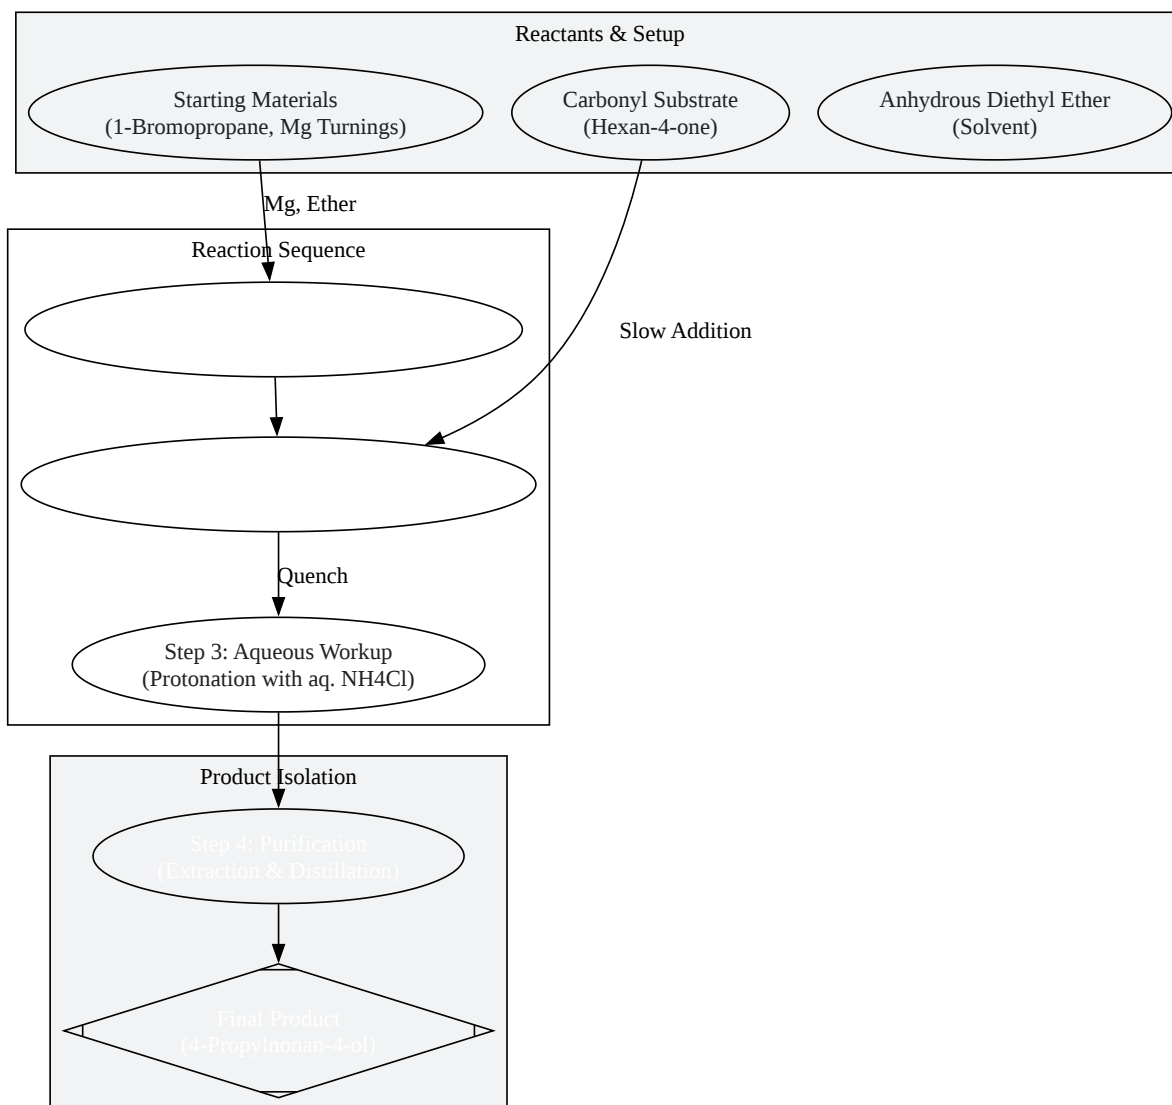 Reactants & Setup
Starting Materials
(1-Bromopropane, Mg Turnings)
Carbonyl Substrate
(Hexan-4-one)
Anhydrous Diethyl Ether
(Solvent)
Mg, Ether
Reaction Sequence
Slow Addition
Quench
Step 3: Aqueous Workup
(Protonation with aq. NH4Cl)
Product Isolation
Step 4: Purification
(Extraction & Distillation)
Final Product
(4-Propylnonan-4-ol)